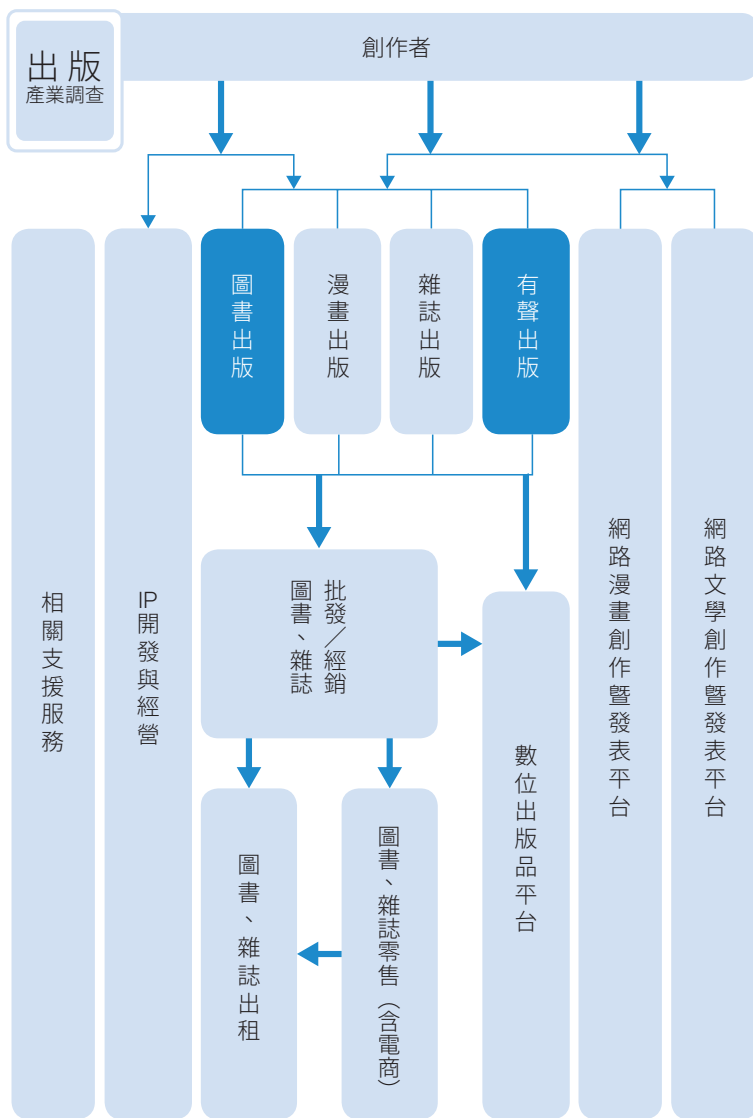 出版
產業調查
創作者
相關支援服務
IP開發與經營
圖書出版
漫畫出版
雜誌出版
有聲出版
網路漫畫創作暨發表平台
網路文學創作暨發表平台
批發／經銷
圖書、雜誌
數位出版品平台
圖書、雜誌出租
圖書、雜誌零售（含電商）